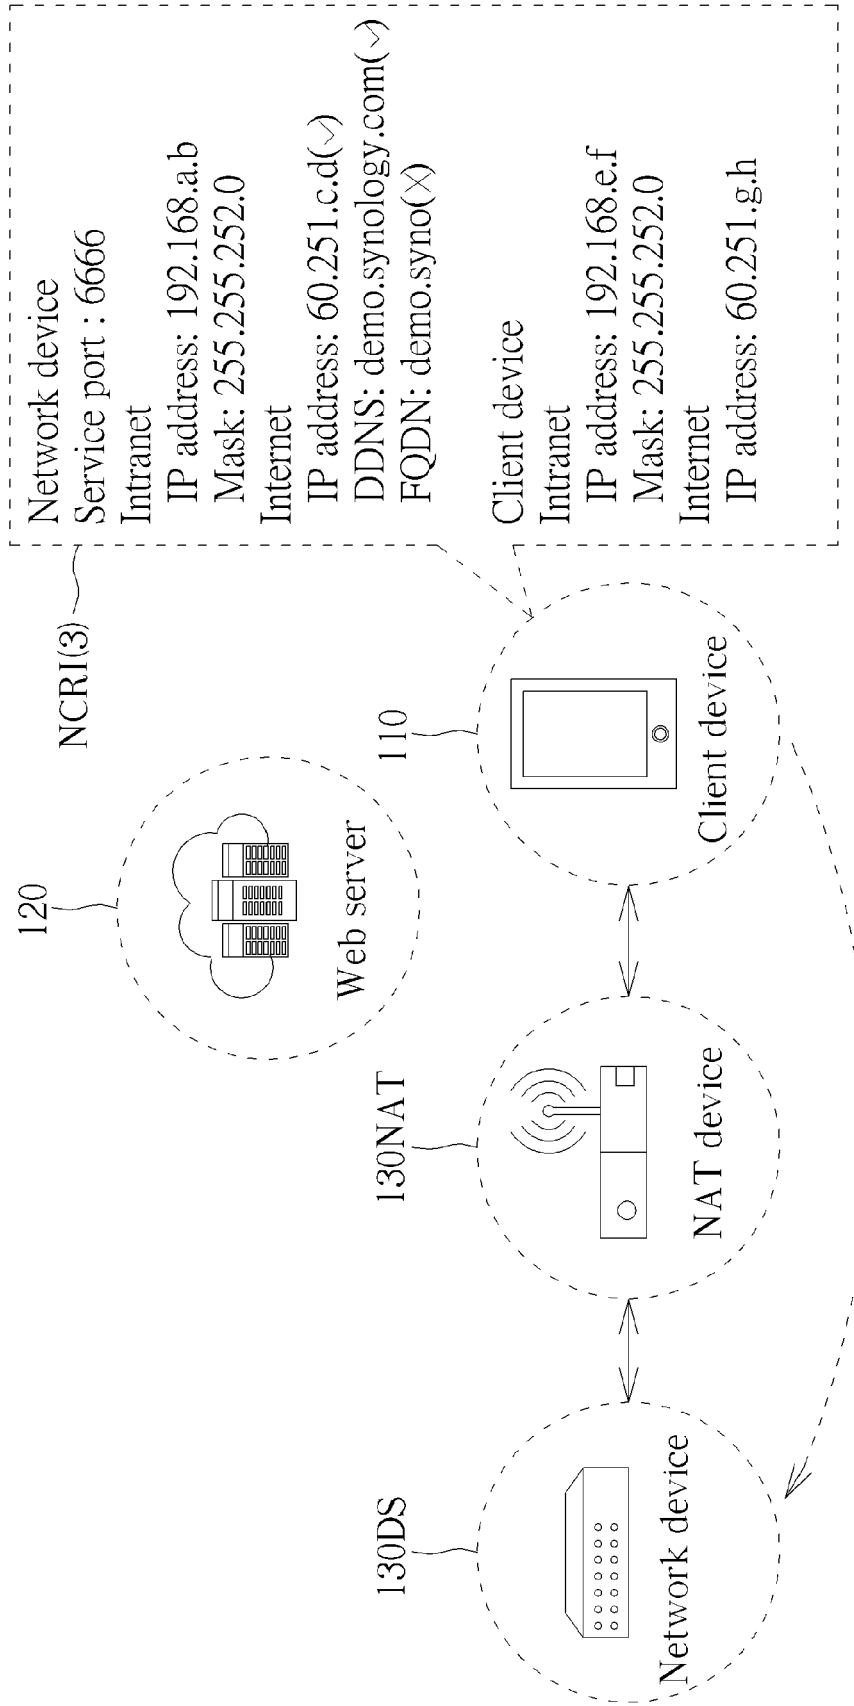 NCRI(3)
Network device
Service port : 6666
Intranet
IP address: 192.168.a.b
Mask: 255.255.252.0
Internet
IP address: 60.251.c.d(✓)
DDNS: demo.synology.com(✓)
FQDN: demo.syno(×)
Client device
Intranet
IP address: 192.168.e.f
Mask: 255.255.252.0
Internet
IP address: 60.251.g.h
120
Web server
130DS
Network device
130NAT
NAT device
110
Client device